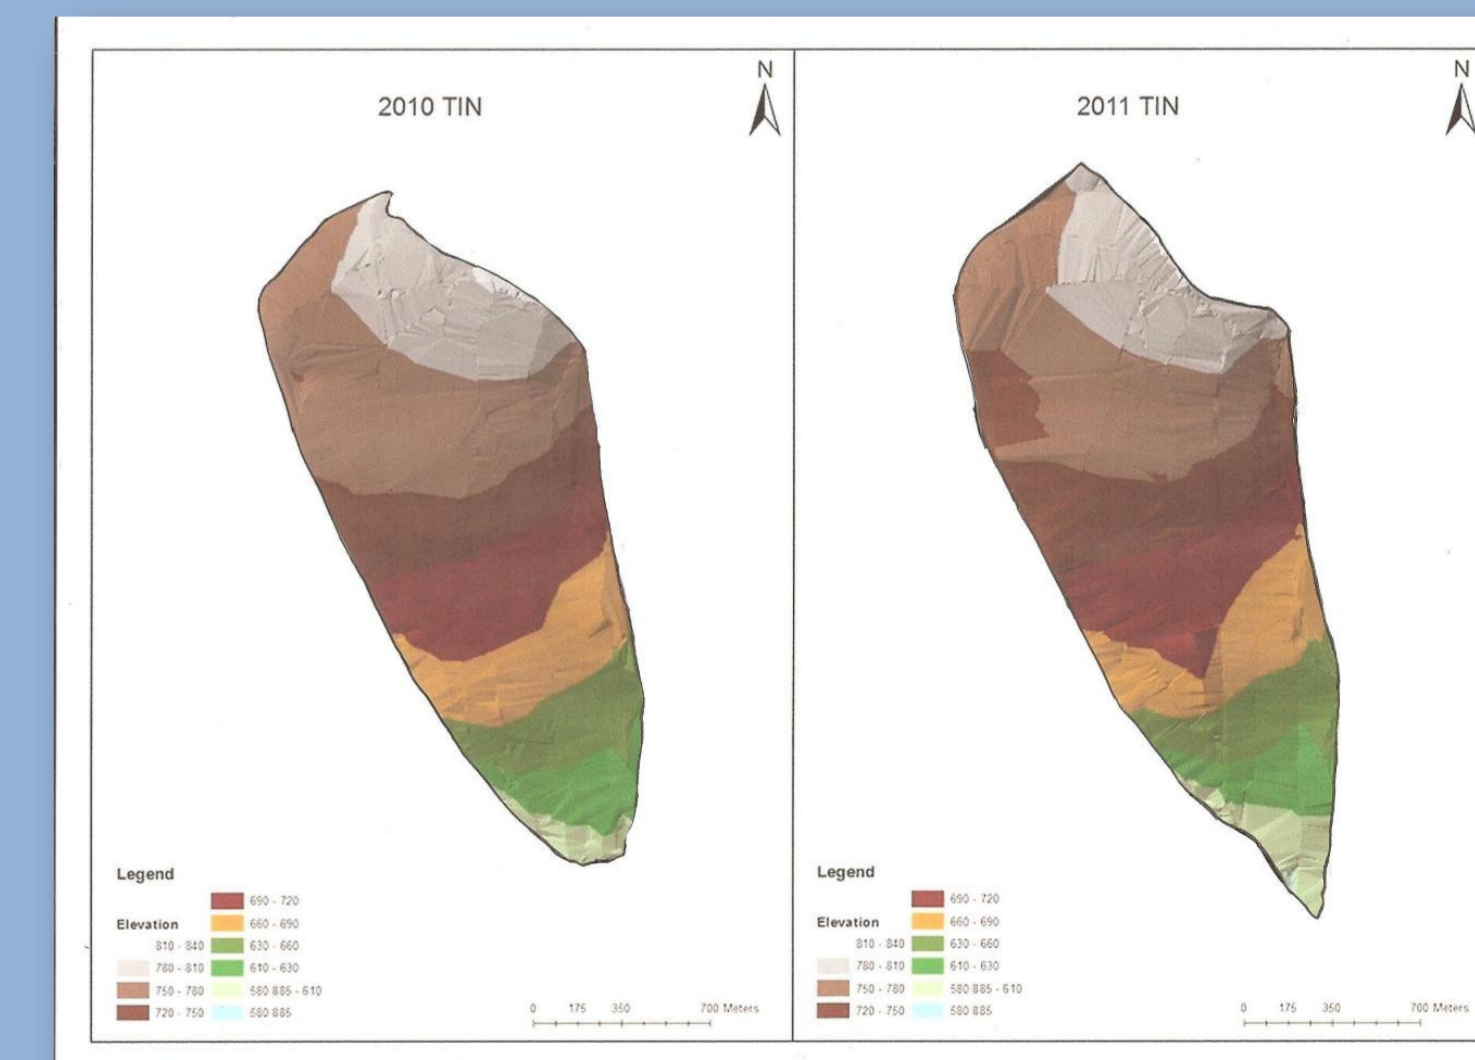 2010 TIN
N
Legend
Elevation
810 - 840
780 - 810
750 - 780
720 - 750
690 - 720
660 - 690
630 - 660
610 - 630
580 885 - 610
580 885
0 175 350 700 Meters
2011 TIN
N
Legend
Elevation
810 - 840
780 - 810
750 - 780
720 - 750
690 - 720
660 - 690
630 - 660
610 - 630
580 885 - 610
580 885
0 175 350 700 Meters